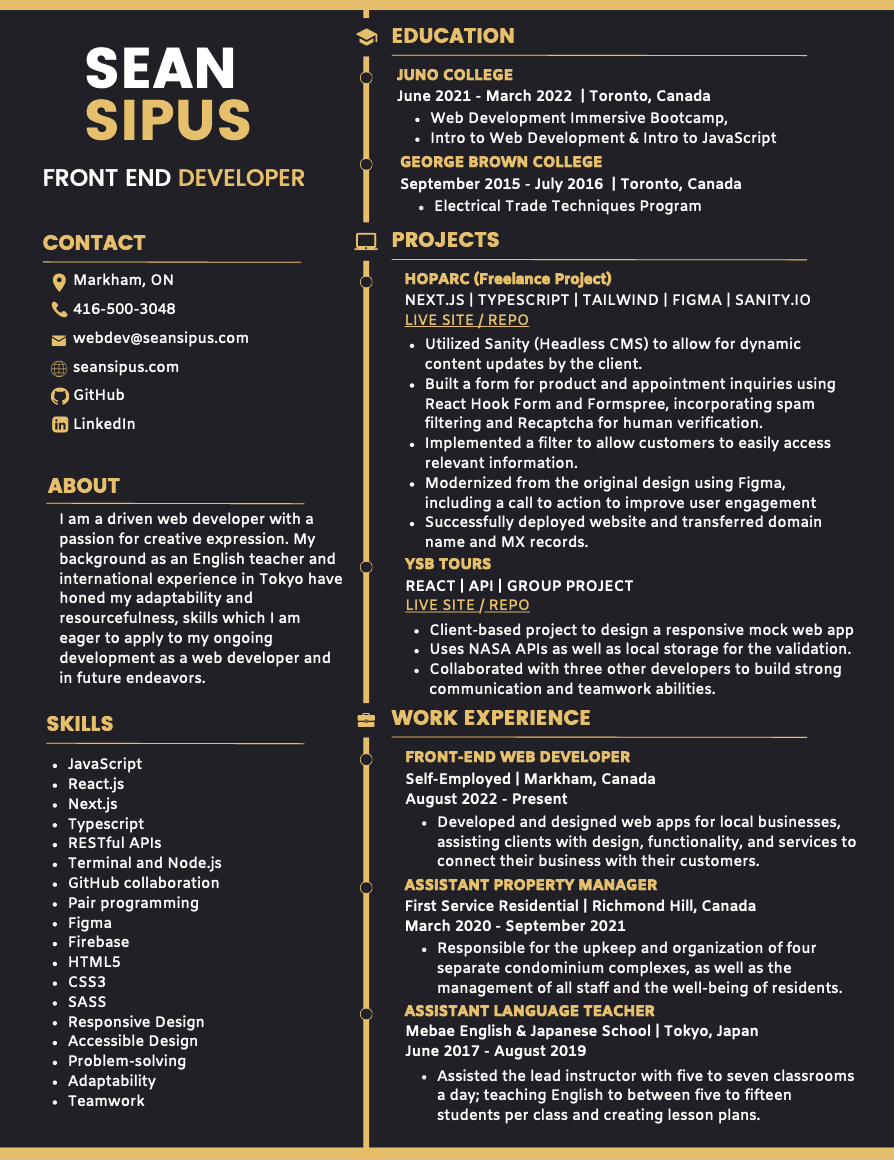 SEAN
SIPUS
FRONT END DEVELOPER
CONTACT
Markham, ON
416-500-3048
webdev@seansipus.com
seansipus.com
GitHub
LinkedIn
ABOUT
I am a driven web developer with a
passion for creative expression. My
background as an English teacher and
international experience in Tokyo have
honed my adaptability and
resourcefulness, skills which I am
eager to apply to my ongoing
development as a web developer and
in future endeavors.
SKILLS
• JavaScript
• React.js
• Next.js
• Typescript
• RESTful APIs
• Terminal and Node.js
• GitHub collaboration
• Pair programming
• Figma
• Firebase
• HTML5
• CSS3
• SASS
• Responsive Design
• Accessible Design
• Problem-solving
• Adaptability
• Teamwork
EDUCATION
JUNO COLLEGE
June 2021 - March 2022 | Toronto, Canada
• Web Development Immersive Bootcamp,
• Intro to Web Development & Intro to JavaScript
GEORGE BROWN COLLEGE
September 2015 - July 2016 | Toronto, Canada
• Electrical Trade Techniques Program
PROJECTS
HOPARC (Freelance Project)
NEXT.JS | TYPESCRIPT | TAILWIND | FIGMA | SANITY.IO
LIVE SITE / REPO
• Utilized Sanity (Headless CMS) to allow for dynamic
content updates by the client.
• Built a form for product and appointment inquiries using
React Hook Form and Formspree, incorporating spam
filtering and Recaptcha for human verification.
• Implemented a filter to allow customers to easily access
relevant information.
• Modernized from the original design using Figma,
including a call to action to improve user engagement
• Successfully deployed website and transferred domain
name and MX records.
YSB TOURS
REACT | API | GROUP PROJECT
LIVE SITE / REPO
• Client-based project to design a responsive mock web app
• Uses NASA APIs as well as local storage for the validation.
• Collaborated with three other developers to build strong
communication and teamwork abilities.
WORK EXPERIENCE
FRONT-END WEB DEVELOPER
Self-Employed | Markham, Canada
August 2022 - Present
• Developed and designed web apps for local businesses,
assisting clients with design, functionality, and services to
connect their business with their customers.
ASSISTANT PROPERTY MANAGER
First Service Residential | Richmond Hill, Canada
March 2020 - September 2021
• Responsible for the upkeep and organization of four
separate condominium complexes, as well as the
management of all staff and the well-being of residents.
ASSISTANT LANGUAGE TEACHER
Mebae English & Japanese School | Tokyo, Japan
June 2017 - August 2019
• Assisted the lead instructor with five to seven classrooms
a day; teaching English to between five to fifteen
students per class and creating lesson plans.